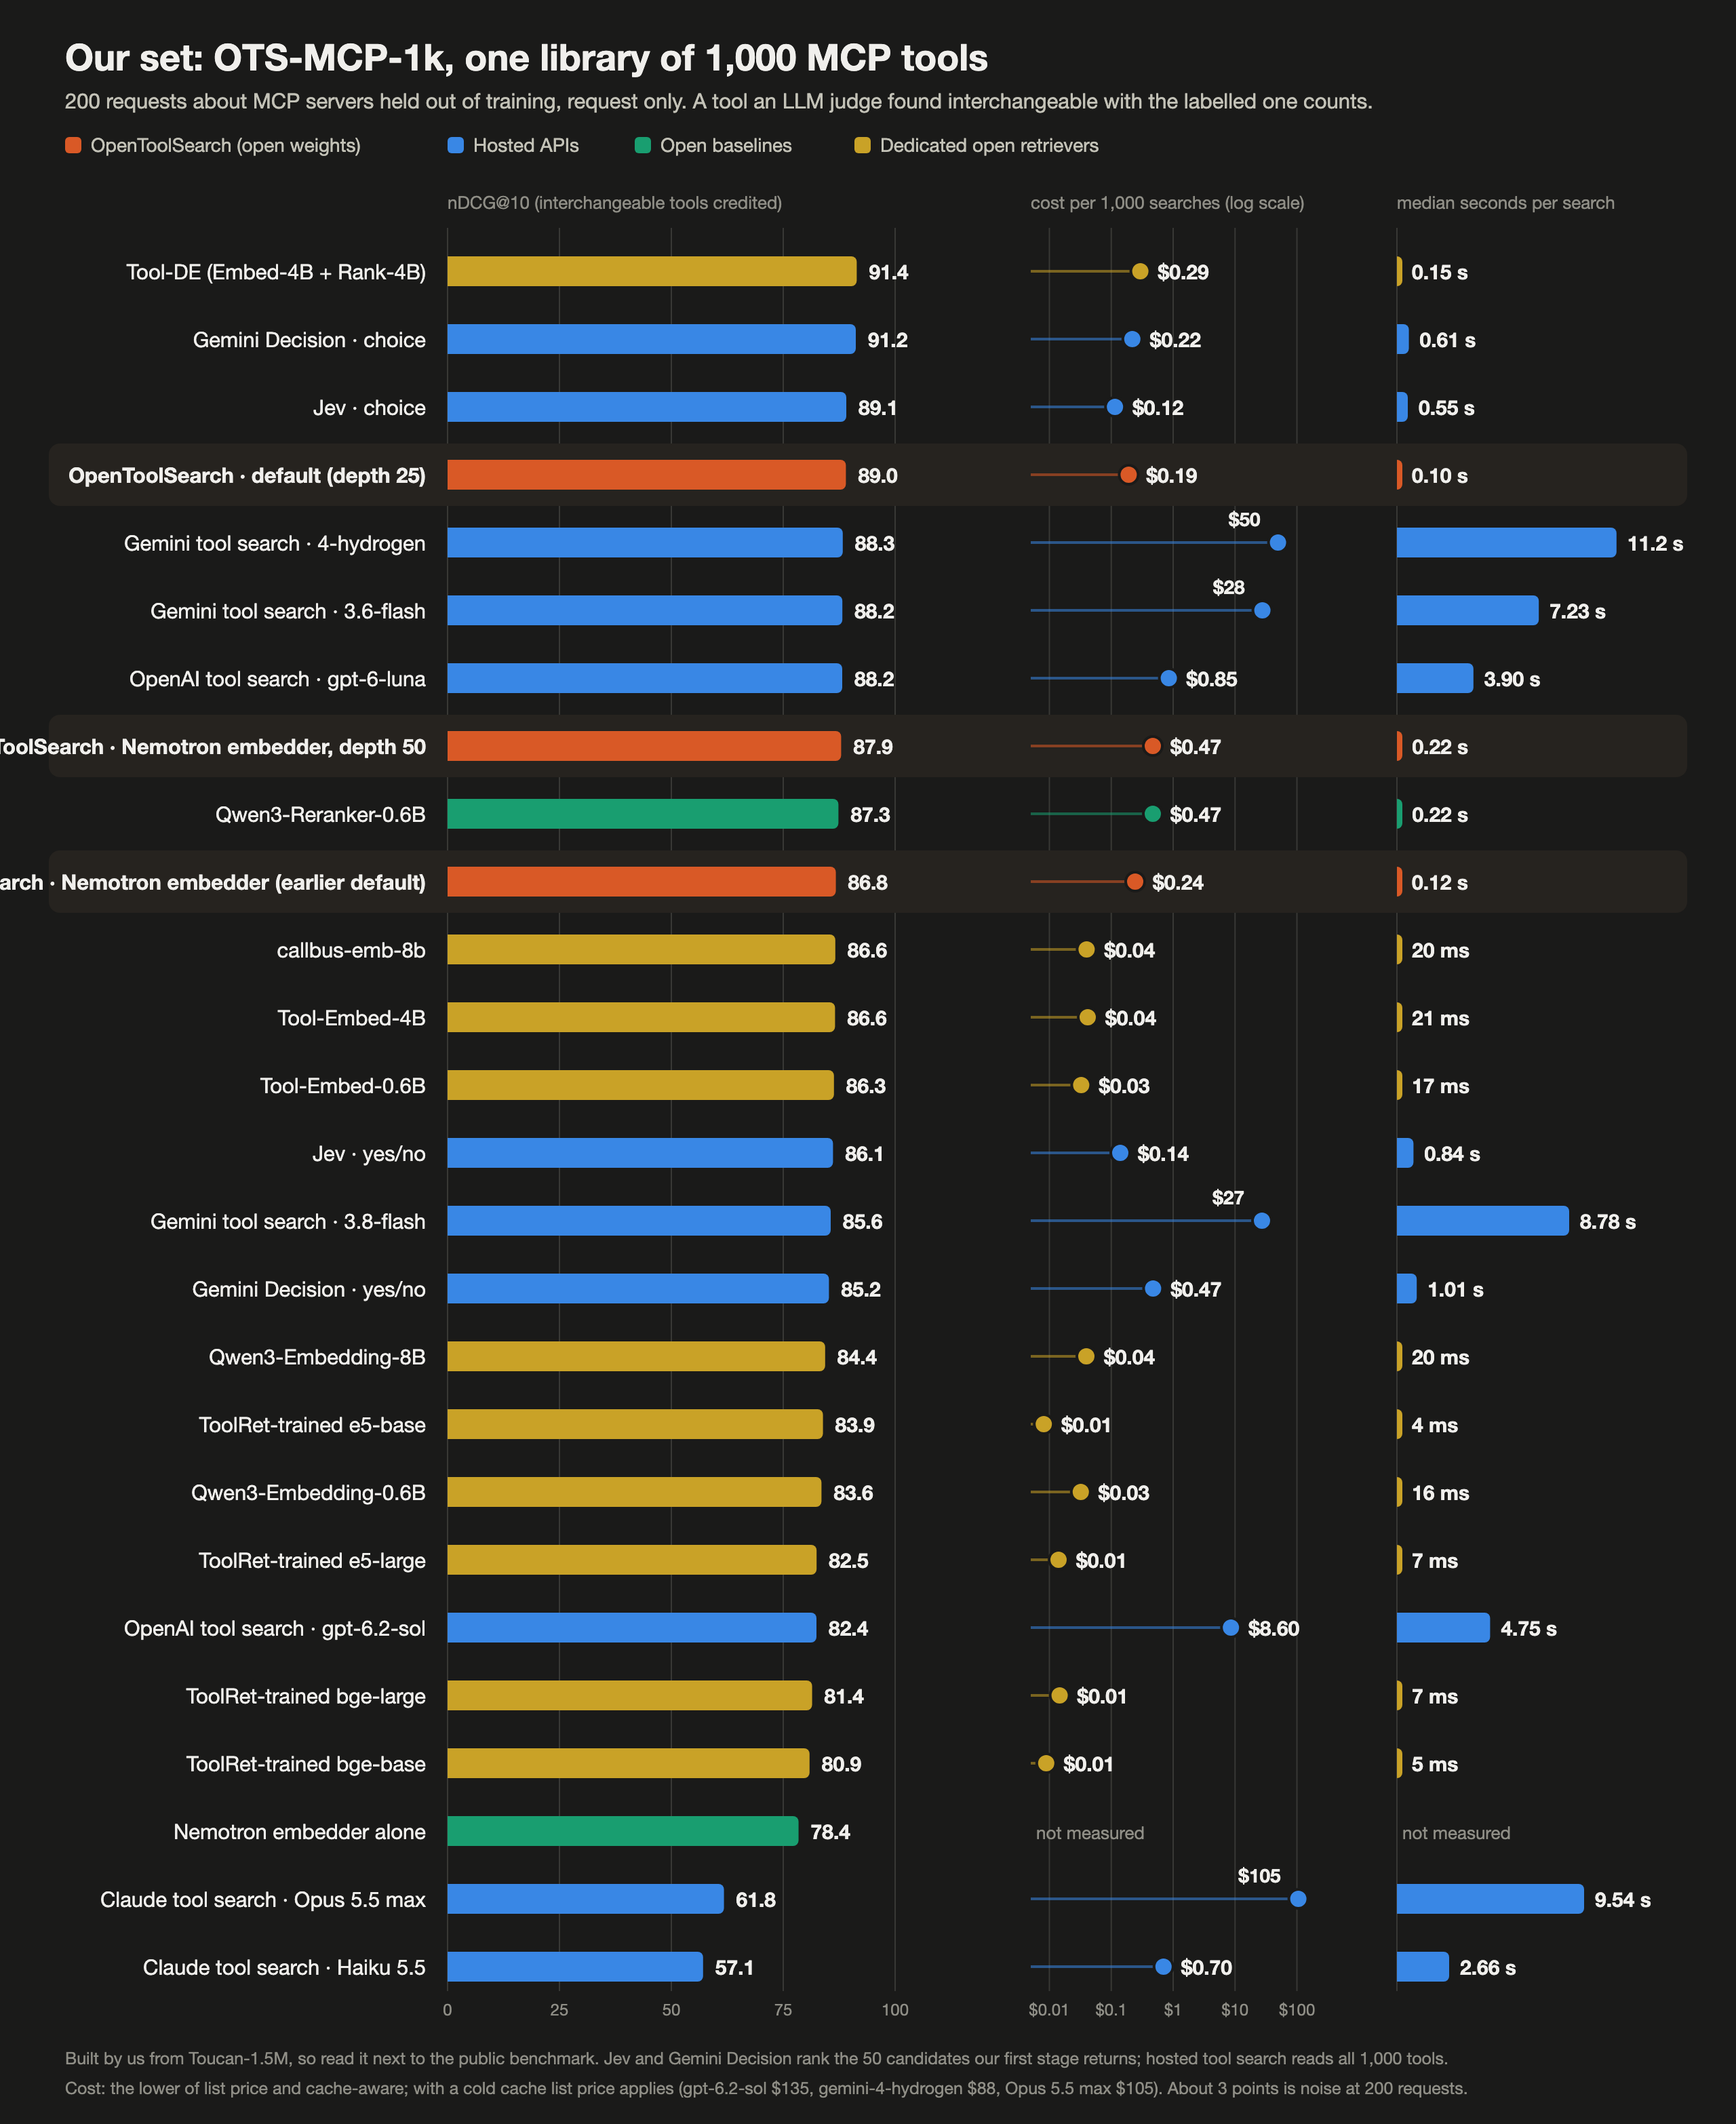 Our set: OTS-MCP-1k, one library of 1,000 MCP tools
200 requests about MCP servers held out of training, request only. A tool an LLM judge found interchangeable with the labelled one counts.
OpenToolSearch (open weights) Hosted APIs Open baselines Dedicated open retrievers
nDCG@10 (interchangeable tools credited) cost per 1,000 searches (log scale) median seconds per search
Tool-DE (Embed-4B + Rank-4B) 91.4 $0.29 0.15 s
Gemini Decision · choice 91.2 $0.22 0.61 s
Jev · choice 89.1 $0.12 0.55 s
OpenToolSearch · default (depth 25) 89.0 $0.19 0.10 s
Gemini tool search · 4-hydrogen 88.3 $50 11.2 s
Gemini tool search · 3.6-flash 88.2 $28 7.23 s
OpenAI tool search · gpt-6-luna 88.2 $0.85 3.90 s
ToolSearch · Nemotron embedder, depth 50 87.9 $0.47 0.22 s
Qwen3-Reranker-0.6B 87.3 $0.47 0.22 s
arch · Nemotron embedder (earlier default) 86.8 $0.24 0.12 s
callbus-emb-8b 86.6 $0.04 20 ms
Tool-Embed-4B 86.6 $0.04 21 ms
Tool-Embed-0.6B 86.3 $0.03 17 ms
Jev · yes/no 86.1 $0.14 0.84 s
Gemini tool search · 3.8-flash 85.6 $27 8.78 s
Gemini Decision · yes/no 85.2 $0.47 1.01 s
Qwen3-Embedding-8B 84.4 $0.04 20 ms
ToolRet-trained e5-base 83.9 $0.01 4 ms
Qwen3-Embedding-0.6B 83.6 $0.03 16 ms
ToolRet-trained e5-large 82.5 $0.01 7 ms
OpenAI tool search · gpt-6.2-sol 82.4 $8.60 4.75 s
ToolRet-trained bge-large 81.4 $0.01 7 ms
ToolRet-trained bge-base 80.9 $0.01 5 ms
Nemotron embedder alone 78.4 not measured not measured
Claude tool search · Opus 5.5 max 61.8 $105 9.54 s
Claude tool search · Haiku 5.5 57.1 $0.70 2.66 s
0 25 50 75 100 $0.01 $0.1 $1 $10 $100
Built by us from Toucan-1.5M, so read it next to the public benchmark. Jev and Gemini Decision rank the 50 candidates our first stage returns; hosted tool search reads all 1,000 tools.
Cost: the lower of list price and cache-aware; with a cold cache list price applies (gpt-6.2-sol $135, gemini-4-hydrogen $88, Opus 5.5 max $105). About 3 points is noise at 200 requests.